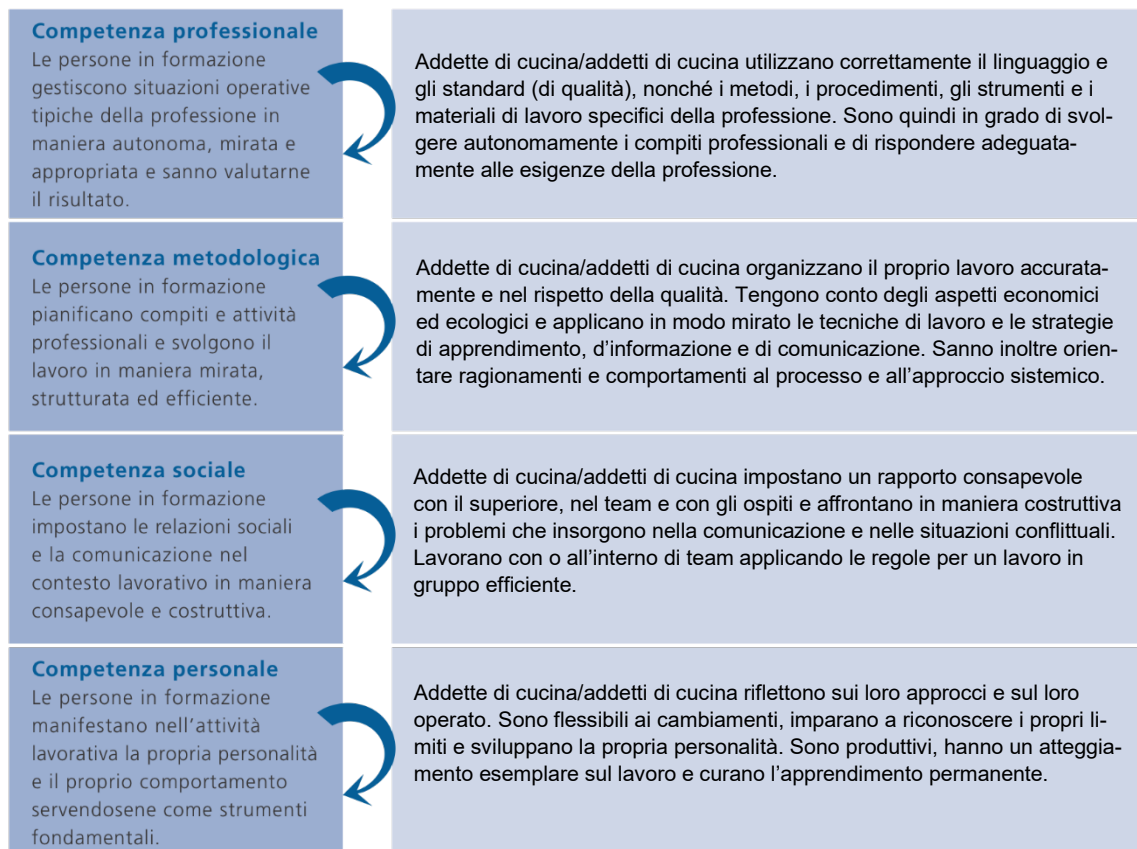 Competenza professionale
Le persone in formazione
gestiscono situazioni operative
tipiche della professione in
maniera autonoma, mirata e
appropriata e sanno valutarne
il risultato.
Addette di cucina/addetti di cucina utilizzano correttamente il linguaggio e
gli standard (di qualità), nonché i metodi, i procedimenti, gli strumenti e i
materiali di lavoro specifici della professione. Sono quindi in grado di svol-
gere autonomamente i compiti professionali e di rispondere adeguata-
mente alle esigenze della professione.
Competenza metodologica
Le persone in formazione
pianificano compiti e attività
professionali e svolgono il
lavoro in maniera mirata,
strutturata ed efficiente.
Addette di cucina/addetti di cucina organizzano il proprio lavoro accurata-
mente e nel rispetto della qualità. Tengono conto degli aspetti economici
ed ecologici e applicano in modo mirato le tecniche di lavoro e le strategie
di apprendimento, d'informazione e di comunicazione. Sanno inoltre orien-
tare ragionamenti e comportamenti al processo e all'approccio sistemico.
Competenza sociale
Le persone in formazione
impostano le relazioni sociali
e la comunicazione nel
contesto lavorativo in maniera
consapevole e costruttiva.
Addette di cucina/addetti di cucina impostano un rapporto consapevole
con il superiore, nel team e con gli ospiti e affrontano in maniera costruttiva
i problemi che insorgono nella comunicazione e nelle situazioni conflittuali.
Lavorano con o all'interno di team applicando le regole per un lavoro in
gruppo efficiente.
Competenza personale
Le persone in formazione
manifestano nell'attività
lavorativa la propria personalità
e il proprio comportamento
servendosene come strumenti
fondamentali.
Addette di cucina/addetti di cucina riflettono sui loro approcci e sul loro
operato. Sono flessibili ai cambiamenti, imparano a riconoscere i propri li-
miti e sviluppano la propria personalità. Sono produttivi, hanno un atteggia-
mento esemplare sul lavoro e curano l'apprendimento permanente.